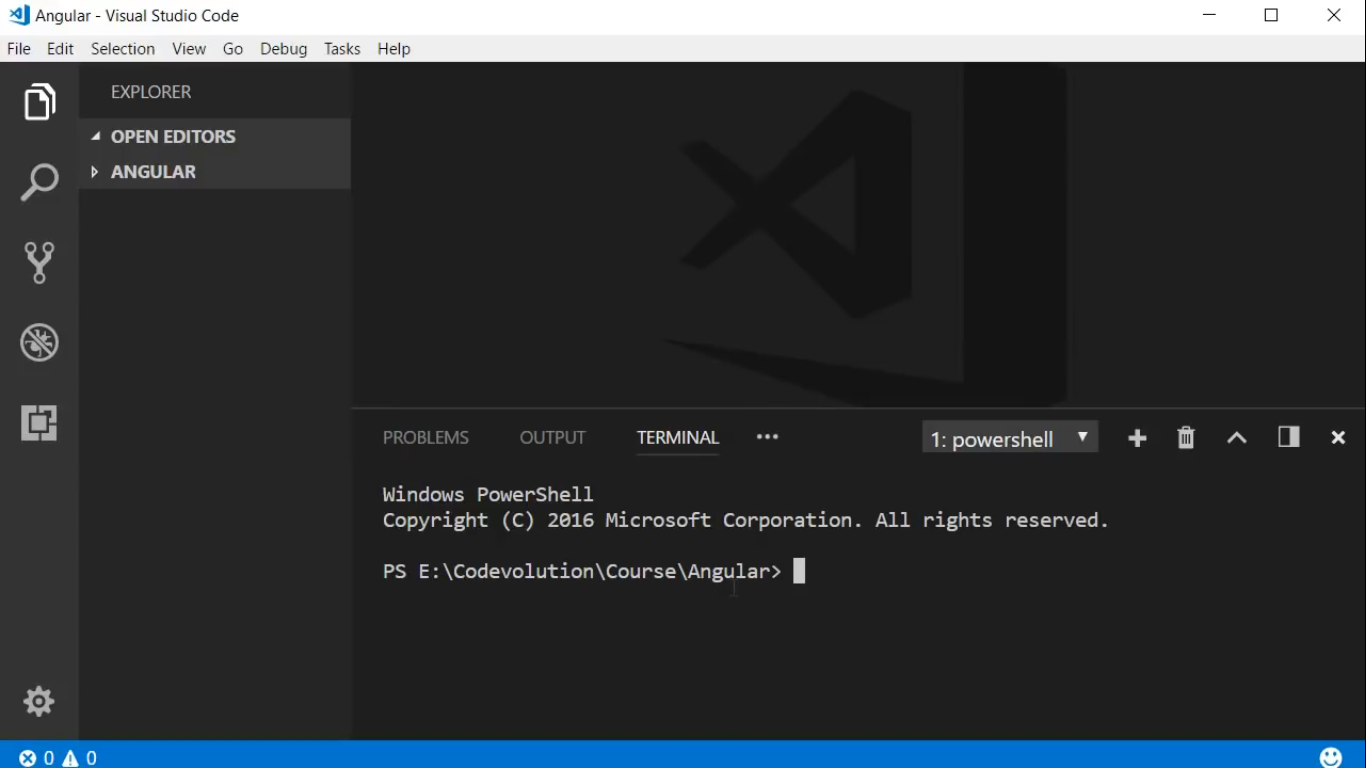 Angular - Visual Studio Code
File Edit Selection View Go Debug Tasks Help
EXPLORER
OPEN EDITORS
ANGULAR
PROBLEMS OUTPUT TERMINAL ••• 1: powershell
Windows PowerShell
Copyright (C) 2016 Microsoft Corporation. All rights reserved.
PS E:\Codevolution\Course\Angular>
0 0